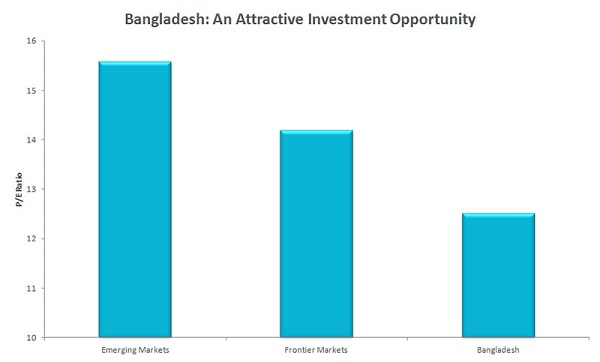 Bangladesh: An Attractive Investment Opportunity
16
15
14
13
12
11
10
P/E Ratio
Emerging Markets
Frontier Markets
Bangladesh